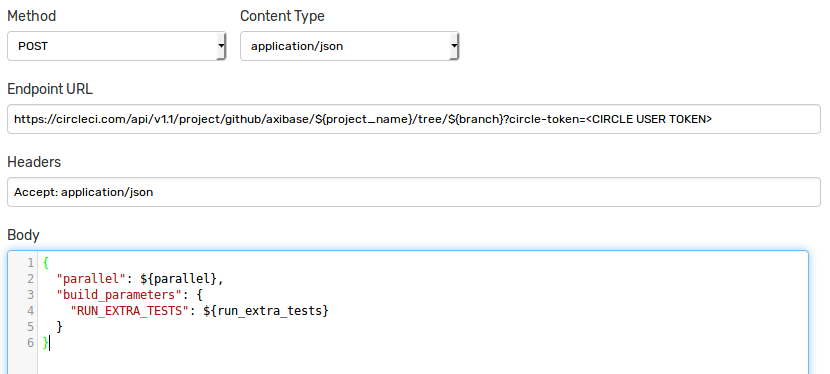 Method Content Type
POST application/json
Endpoint URL
https://circleci.com/api/v1.1/project/github/axibase/${project_name}/tree/${branch}?circle-token=<CIRCLE USER TOKEN>
Headers
Accept: application/json
Body
1 {
2 "parallel": ${parallel},
3 "build_parameters": {
4 "RUN_EXTRA_TESTS": ${run_extra_tests}
5 }
6 }